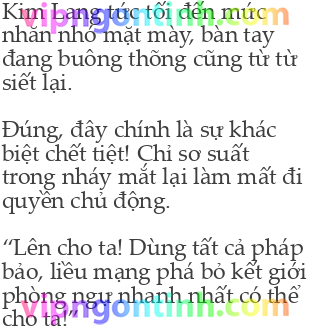 Kim Lang tức tối đến mức
nhăn nhó mặt mày, bàn tay
đang buông thõng cũng từ từ
siết lại.
Đúng, đây chính là sự khác
biệt chết tiệt! Chỉ sơ suất
trong nháy mắt lại làm mất đi
quyền chủ động.
“Lên cho ta! Dùng tất cả pháp
bảo, liều mạng phá bỏ kết giới
phòng ngự nhanh nhất có thể
cho ta!”
vipngontinh.com
vipngontinh.com